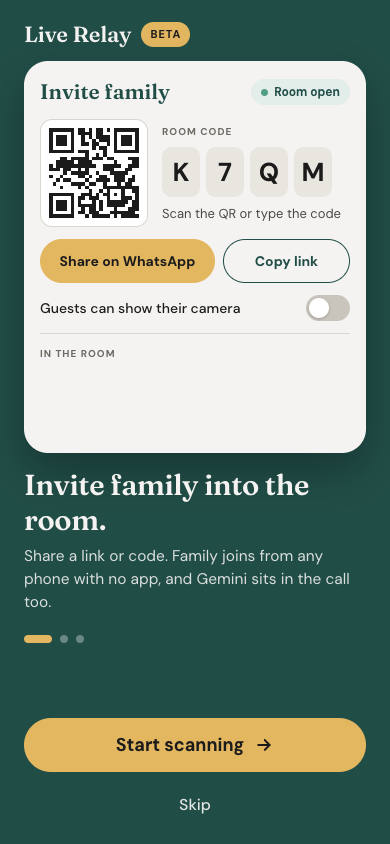 Live Relay BETA
Invite family
Room open
ROOM CODE
K 7 Q M
Scan the QR or type the code
Share on WhatsApp
Copy link
Guests can show their camera
IN THE ROOM
Invite family into the
room.
Share a link or code. Family joins from any
phone with no app, and Gemini sits in the call
too.
Start scanning →
Skip